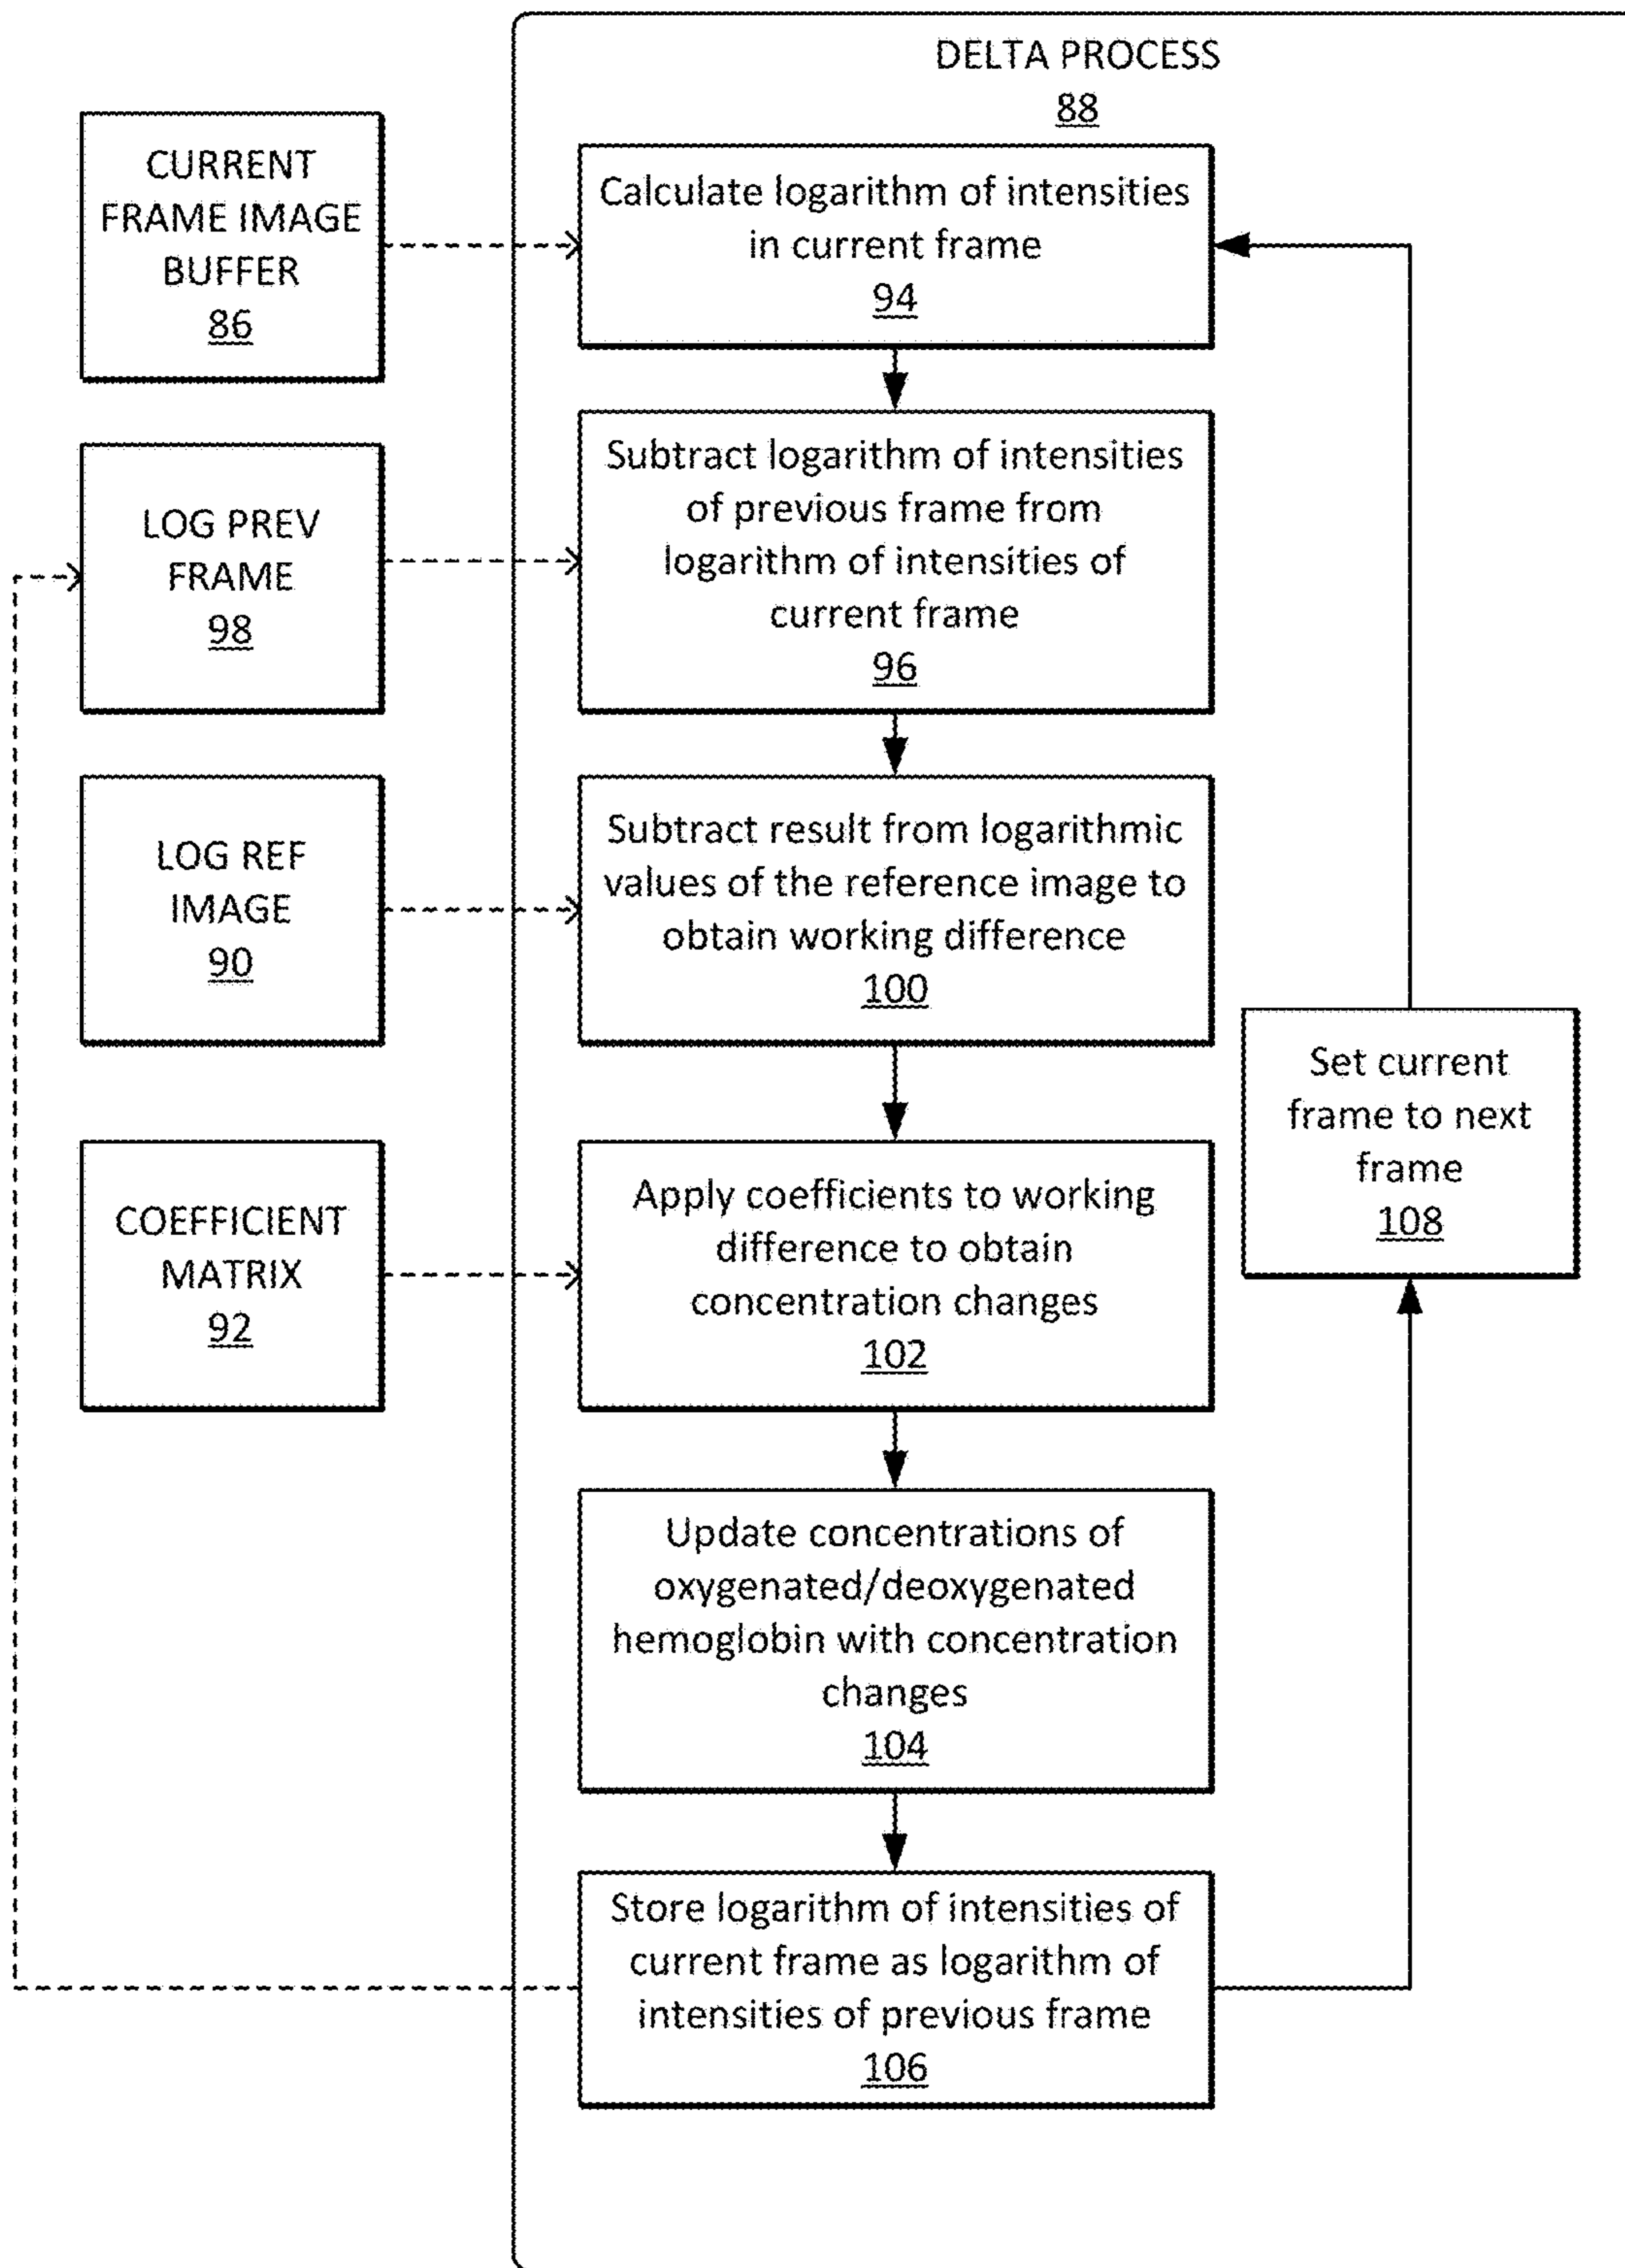 DELTA PROCESS
88
CURRENT
FRAME IMAGE
BUFFER
86
Calculate logarithm of intensities
in current frame
94
LOG PREV
FRAME
98
Subtract logarithm of intensities
of previous frame from
logarithm of intensities of
current frame
96
LOG REF
IMAGE
90
Subtract result from logarithmic
values of the reference image to
obtain working difference
100
Set current
frame to next
frame
108
COEFFICIENT
MATRIX
92
Apply coefficients to working
difference to obtain
concentration changes
102
Update concentrations of
oxygenated/deoxygenated
hemoglobin with concentration
changes
104
Store logarithm of intensities of
current frame as logarithm of
intensities of previous frame
106